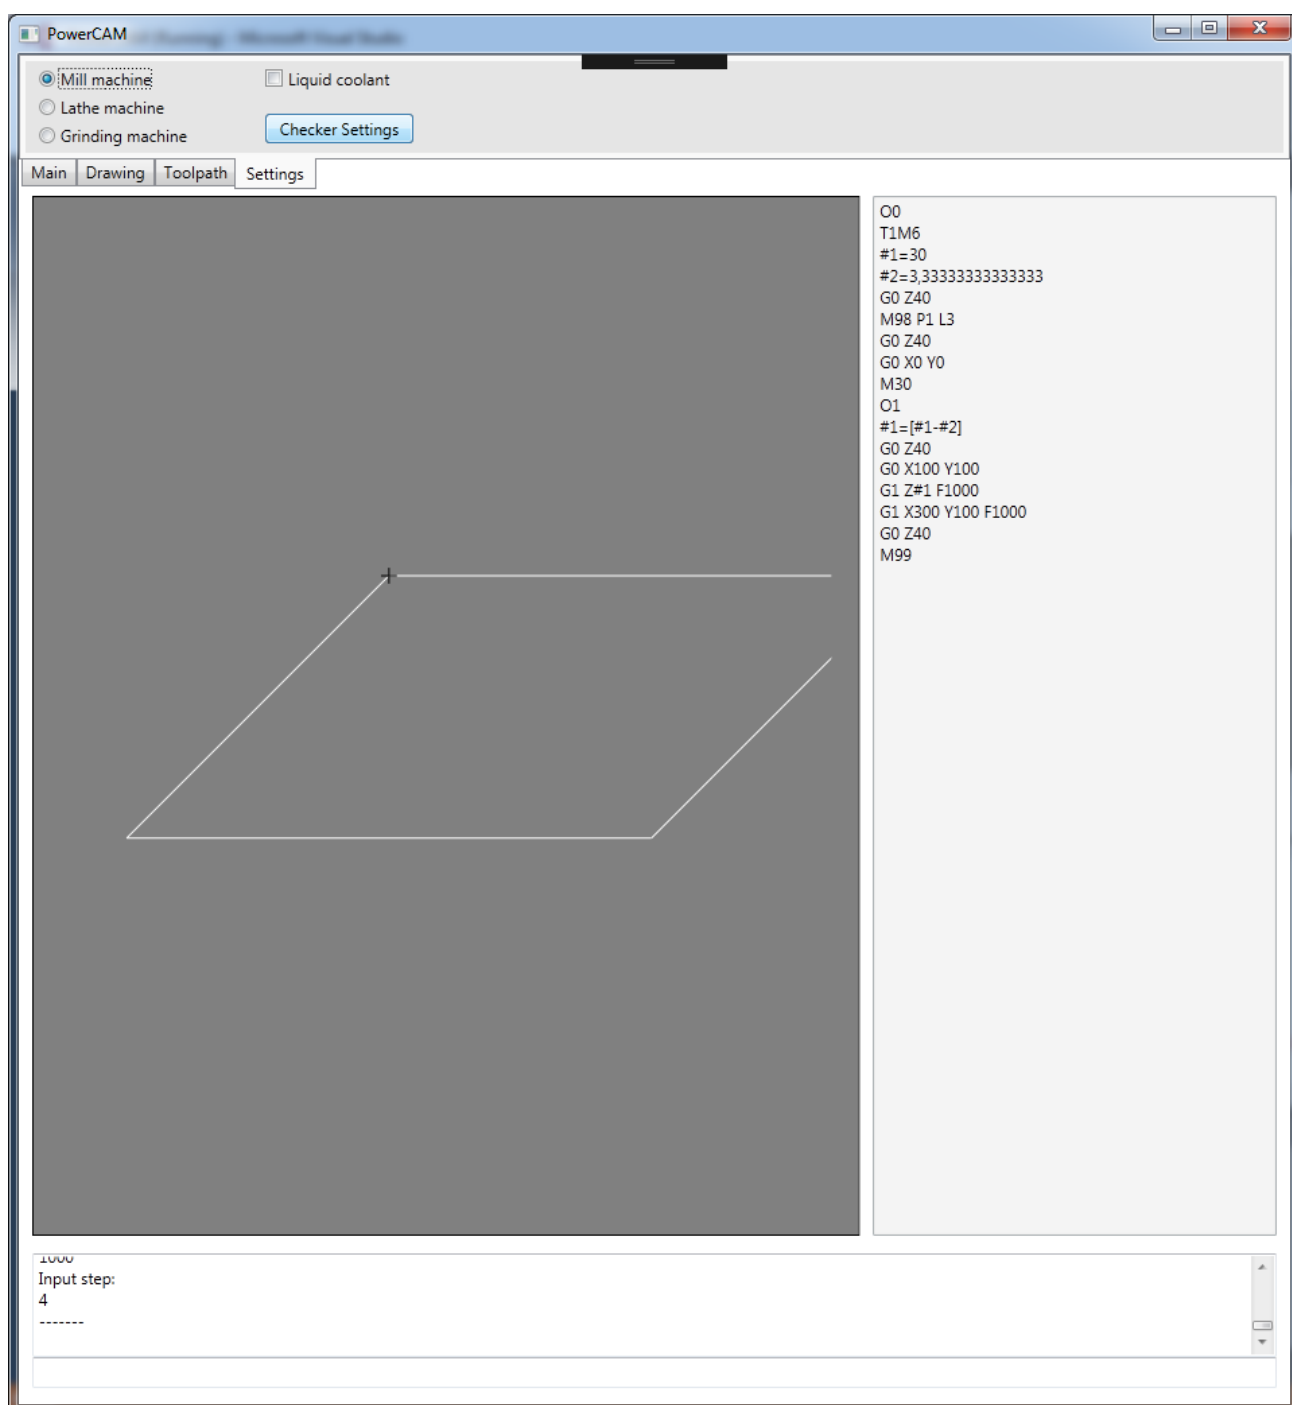 PowerCAM
Mill machine
Liquid coolant
Lathe machine
Grinding machine
Checker Settings
Main
Drawing
Toolpath
Settings
O0
T1M6
#1=30
#2=3,33333333333333
G0 Z40
M98 P1 L3
G0 Z40
G0 X0 Y0
M30
O1
#1=[#1-#2]
G0 Z40
G0 X100 Y100
G1 Z#1 F1000
G1 X300 Y100 F1000
G0 Z40
M99
1000
Input step:
4
-------